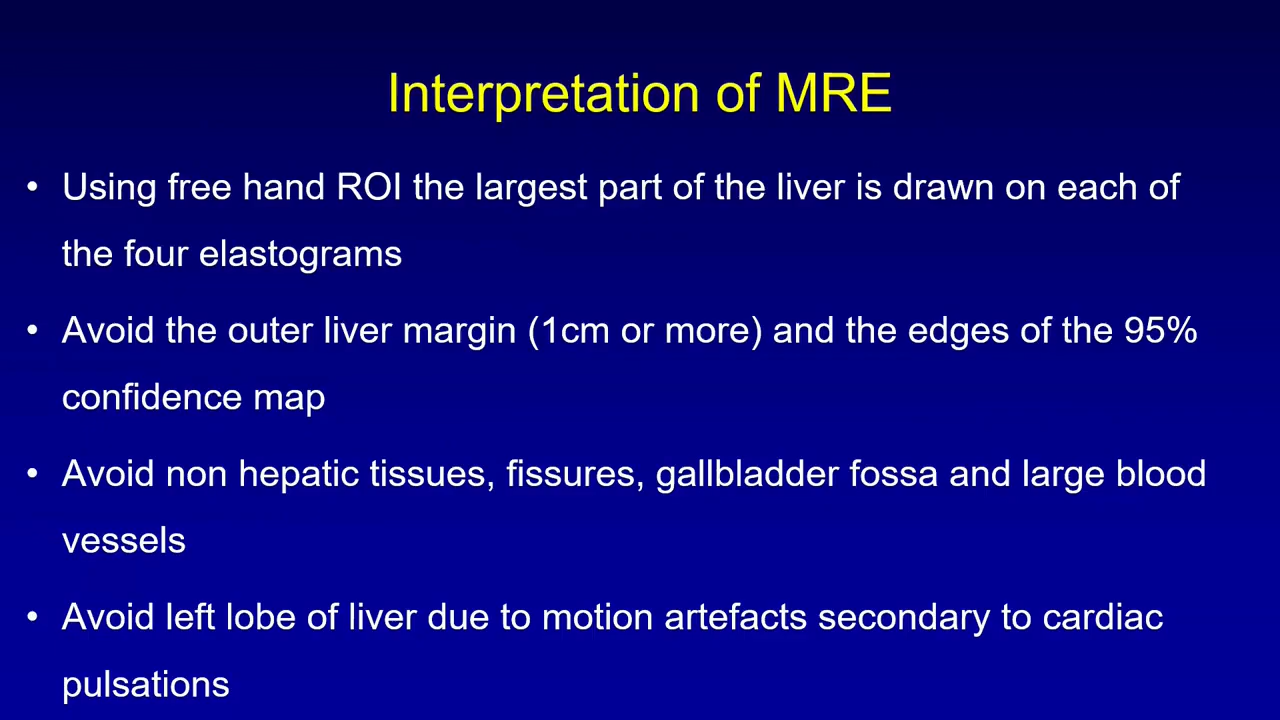 Interpretation of MRE
• Using free hand ROI the largest part of the liver is drawn on each of
the four elastograms
• Avoid the outer liver margin (1cm or more) and the edges of the 95%
confidence map
• Avoid non hepatic tissues, fissures, gallbladder fossa and large blood
vessels
• Avoid left lobe of liver due to motion artefacts secondary to cardiac
pulsations